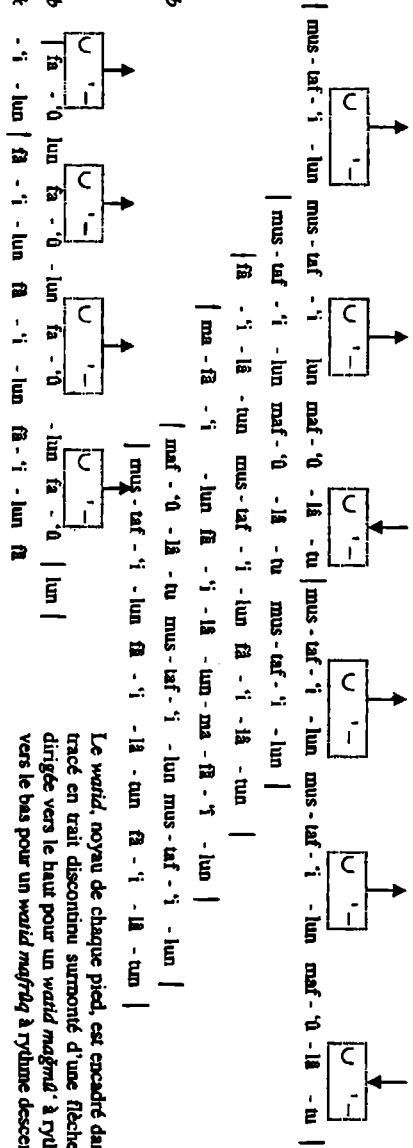 ∪ '– ∪ '– ∪ '– ∪ '– ∪ '– ∪ '–
| mus - taf - ‘i - lun mus - taf - ‘i lun maf - ‘û - lâ - tu | mus - taf - ‘i - lun mus - taf - ‘i - lun maf - ‘û - lâ - tu |
| mus - taf - ‘i - lun maf - ‘û - lâ - tu mus - taf - ‘i - lun |
| fâ - ‘i - lâ - tun mus - taf - ‘i - lun fâ - ‘i - lâ - tun |
| ma - fâ - ‘i - lun fâ - ‘i - lâ - tun - ma - fâ - ‘i - lun |
| maf - ‘û - lâ - tu mus - taf - ‘i - lun mus - taf - ‘i - lun |
| mus - taf - ‘i - lun fâ - ‘i - lâ - tun fâ - ‘i - lâ - tun |
∪ '– ∪ '– ∪ '– ∪ '–
| fa - ‘û lun fa - ‘û - lun fa - ‘û - lun fa - ‘û | lun |
- ‘i - lun | fâ - ‘i - lun fâ - ‘i - lun fâ - ‘i - lun fâ
Le watid, noyau de chaque pied, est encadré
tracé en trait discontinu surmonté d'une flèche
dirigée vers le haut pour un watid mağmû‘ à
vers le bas pour un watid mafrûq à rythme